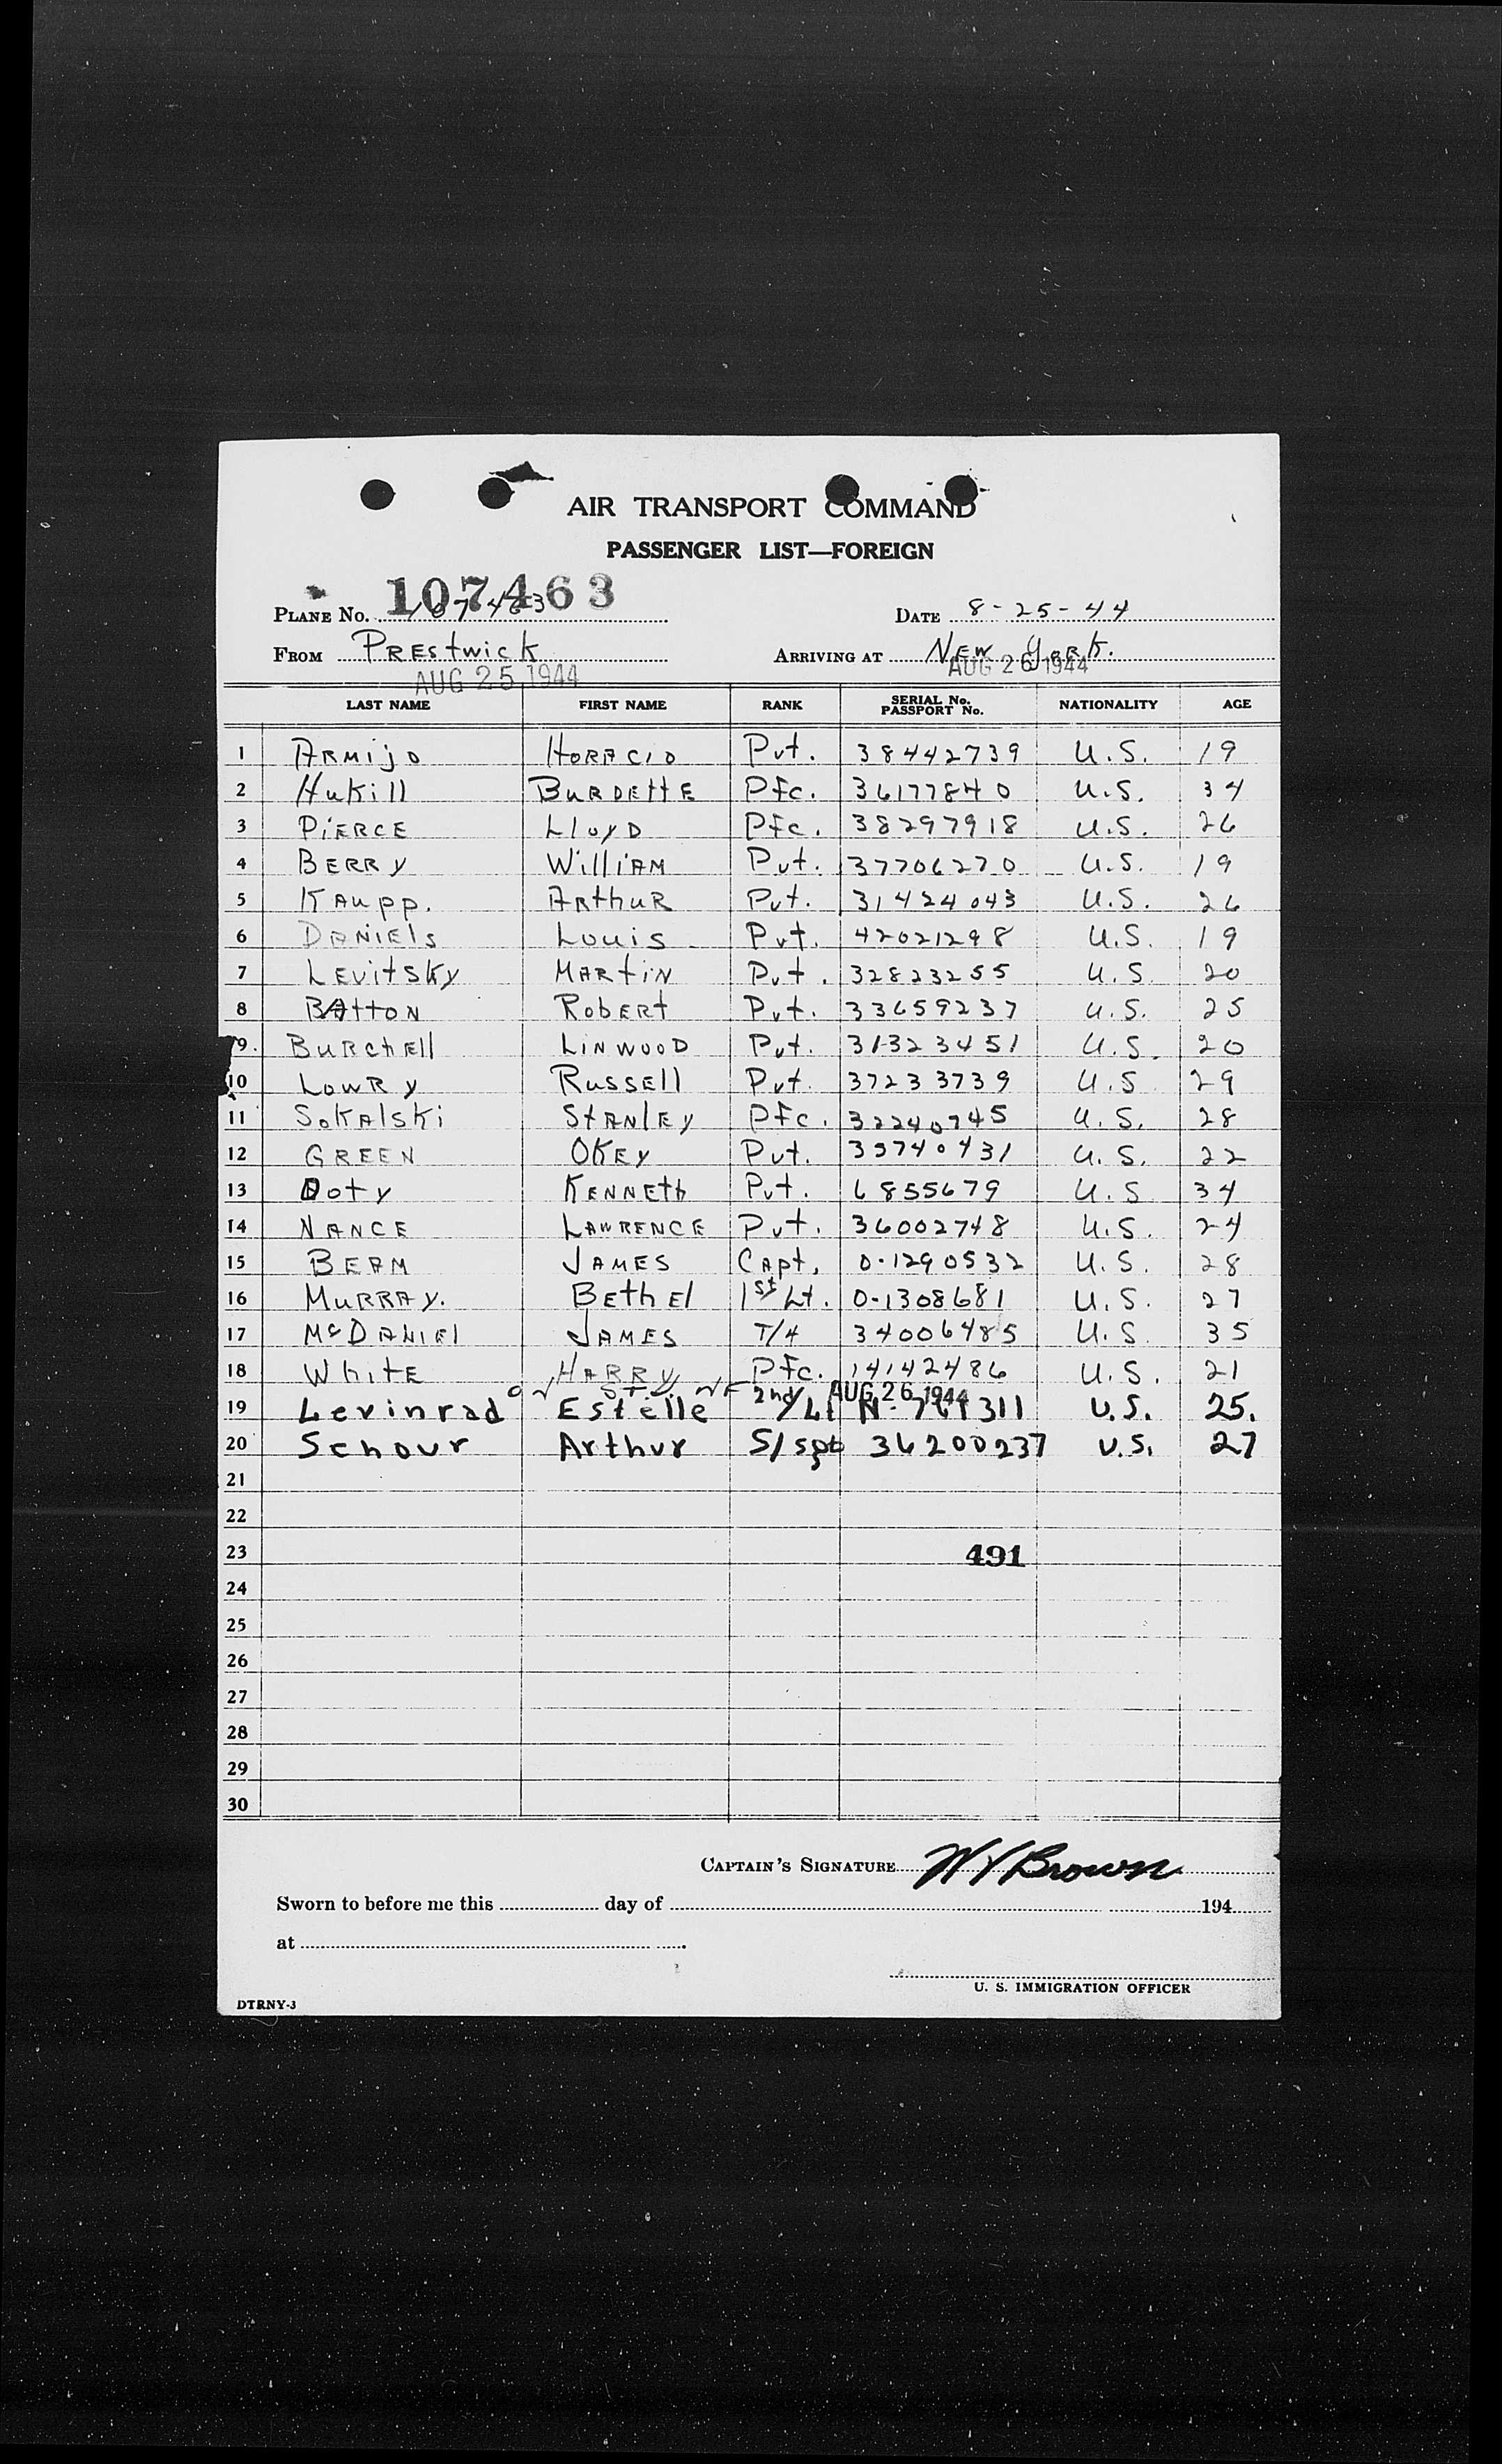 AIR TRANSPORT COMMAND
PASSENGER LIST—FOREIGN
PLANE No. 107463 107463 DATE 8-25-44
FROM PREstwick ARRIVING AT NEW YORK.
AUG 25 1944 AUG 26 1944
LAST NAME FIRST NAME RANK SERIAL No. PASSPORT No. NATIONALITY AGE
1 ARMIjO HORACIO Pvt. 38442739 U.S. 19
2 HuKill BURDEttE Pfc. 36177840 U.S. 34
3 PiERCE LloyD Pfc. 38297918 U.S. 26
4 BERRY WilliAM Pvt. 37706270 U.S. 19
5 KAupp. ARthuR Pvt. 31424043 U.S. 26
6 DANiEls Louis Pvt. 42021298 U.S. 19
7 LEVitSKy MARtiN Pvt. 32823255 U.S 20
8 BAttON RobERt Pvt. 33659237 U.S. 25
9. BURChEll LiNWOOD Pvt. 31323451 U.S. 20
10 LOWRY RUSSEll Pvt. 37233739 U.S 29
11 SoKAlSKi StANlEy Pfc. 32240745 U.S. 28
12 GREEN OKEY Pvt. 35740431 U.S. 22
13 Doty KENNEth Pvt. 6855679 U.S 34
14 NANCE LAWRENCE Pvt. 36002748 U.S. 24
15 BEAM JAMES CApt. 0-1290532 U.S. 28
16 MURRAY. BEthEl 1st Lt. 0-1308681 U.S. 27
17 McDANiEl JAMES T/4 34006485 U.S 35
18 WhitE HARRY Pfc. 14142486 U.S. 21
AUG 26 1944
19 Levinrad Estelle 2nd/Lt N- 311 U.S. 25.
20 Schour Arthur S/sgt 36200237 U.S. 27
21
22
23 491
24
25
26
27
28
29
30
CAPTAIN'S SIGNATURE W Y Brown
Sworn to before me this day of 194
at
U. S. IMMIGRATION OFFICER
DTRNY-3